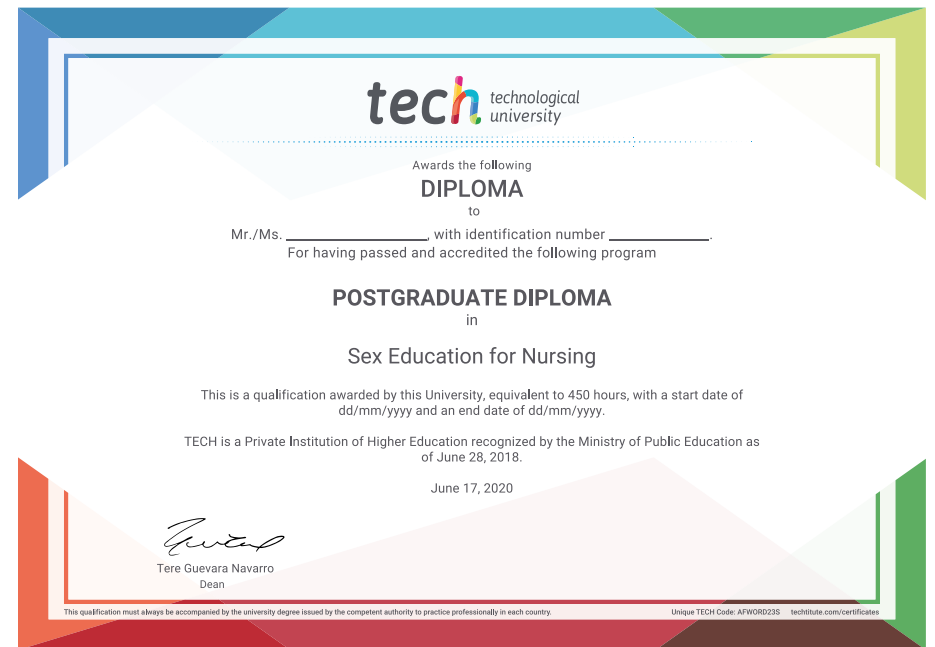 tech technological
university
Awards the following
DIPLOMA
to
Mr./Ms. ____________________, with identification number ______________.
For having passed and accredited the following program
POSTGRADUATE DIPLOMA
in
Sex Education for Nursing
This is a qualification awarded by this University, equivalent to 450 hours, with a start date of
dd/mm/yyyy and an end date of dd/mm/yyyy.
TECH is a Private Institution of Higher Education recognized by the Ministry of Public Education as
of June 28, 2018.
June 17, 2020
Tere Guevara Navarro
Dean
This qualification must always be accompanied by the university degree issued by the competent authority to practice professionally in each country. Unique TECH Code: AFWORD23S techtitute.com/certificates